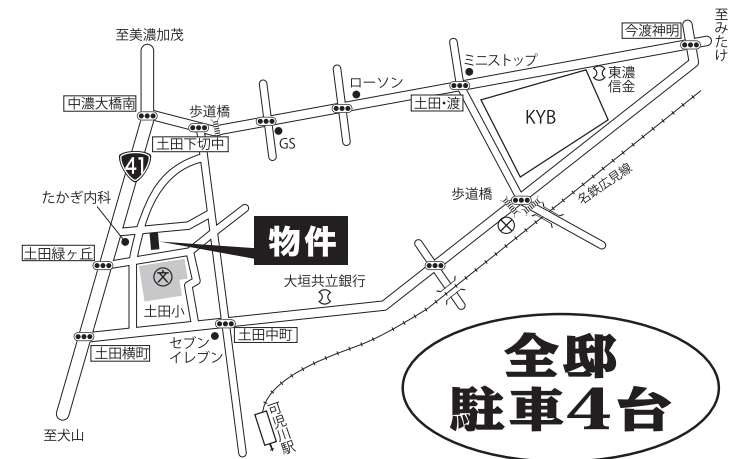 至美濃加茂
今渡神明
至みたけ
ミニストップ
東濃
信金
ローソン
中濃大橋南
歩道橋
土田・渡
KYB
土田下切中
GS
41
たかぎ内科
歩道橋
名鉄広見線
物件
土田緑ヶ丘
文
大垣共立銀行
土田小
土田中町
セブン
イレブン
土田横町
全邸
駐車4台
至犬山
可児川駅